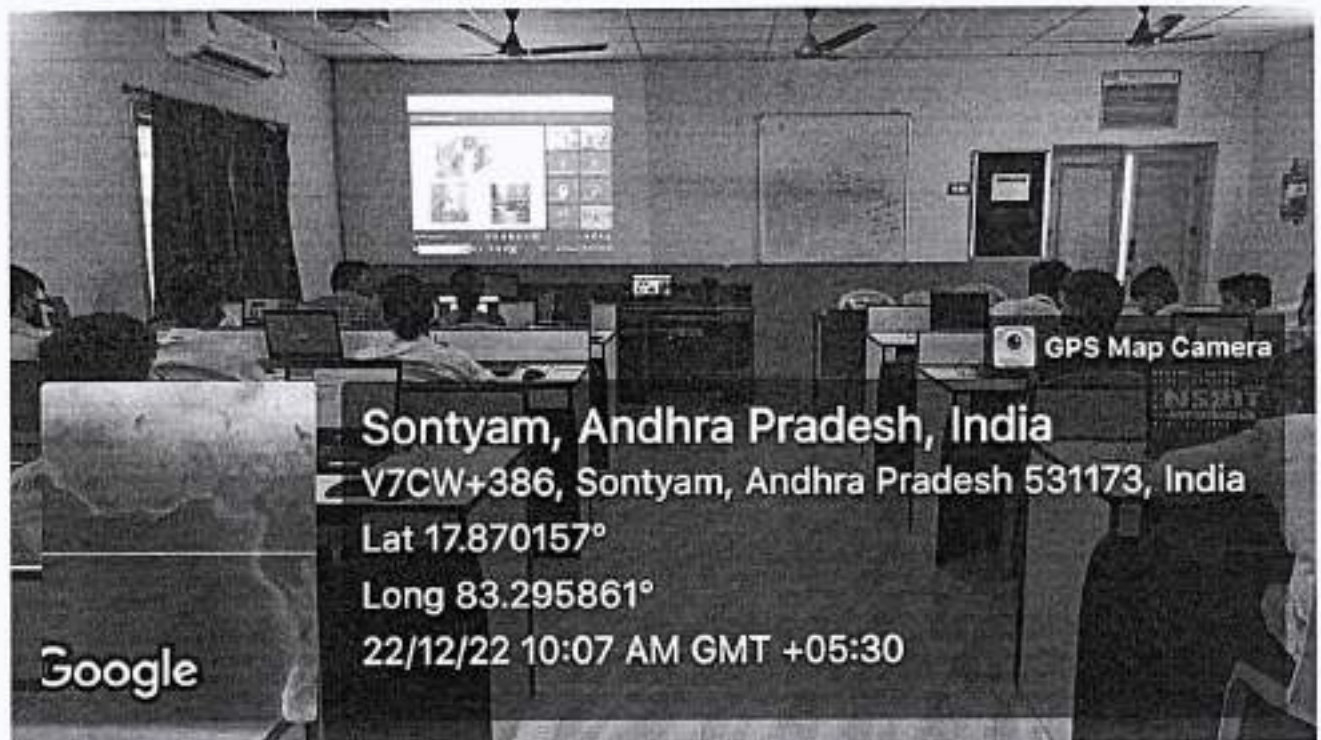 GPS Map Camera
Sontyam, Andhra Pradesh, India
V7CW+386, Sontyam, Andhra Pradesh 531173, India
Lat 17.870157°
Long 83.295861°
22/12/22 10:07 AM GMT +05:30
Google